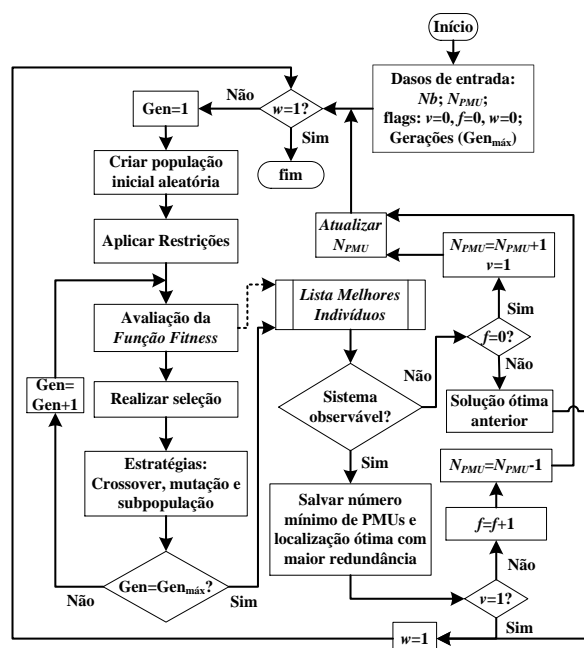 Início
Dasos de entrada:
Nb; NPMU;
flags: v=0, f=0, w=0;
Gerações (Genmáx)
w=1?
Não
Sim
fim
Gen=1
Criar população
inicial aleatória
Aplicar Restrições
Avaliação da
Função Fitness
Realizar seleção
Estratégias:
Crossover, mutação e
subpopulação
Gen=Genmáx?
Não
Sim
Gen=
Gen+1
Lista Melhores
Indivíduos
Sistema
observável?
Não
Sim
f=0?
Sim
Não
NPMU=NPMU+1
v=1
Atualizar
NPMU
Solução ótima
anterior
Salvar número
mínimo de PMUs e
localização ótima com
maior redundância
v=1?
Não
Sim
f=f+1
NPMU=NPMU-1
w=1